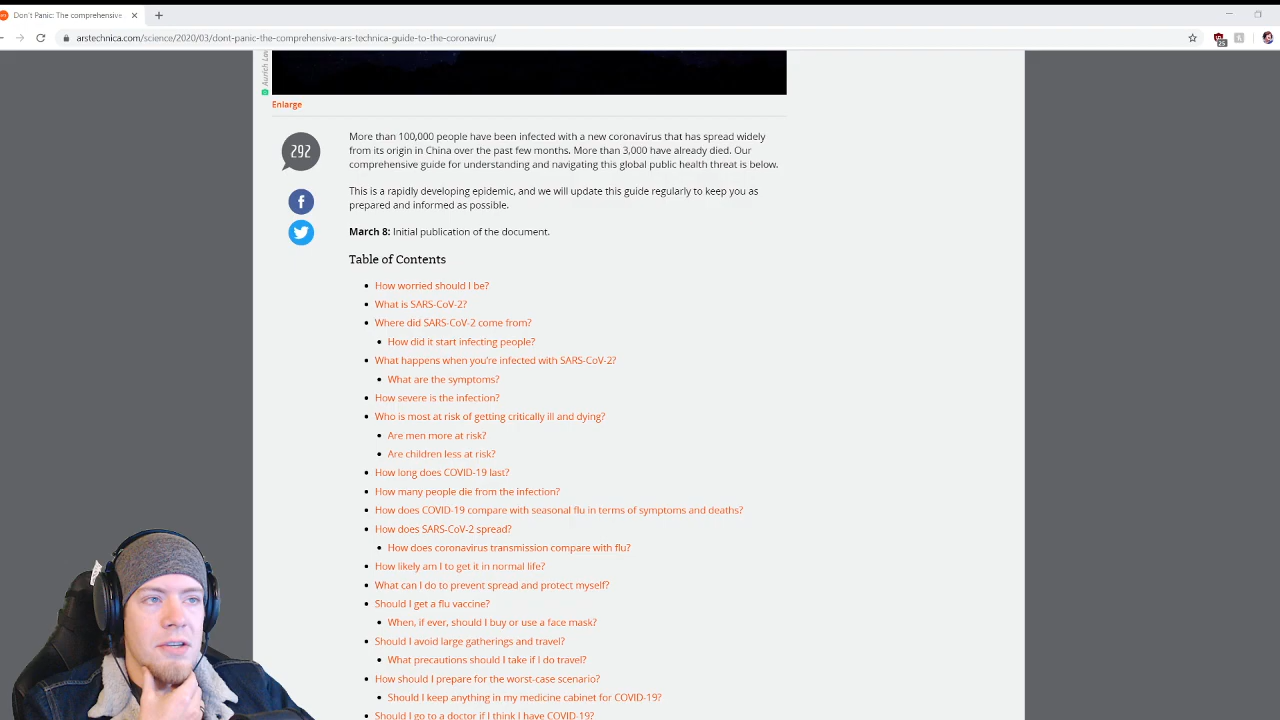 Don't Panic: The comprehensive
arstechnica.com/science/2020/03/dont-panic-the-comprehensive-ars-technica-guide-to-the-coronavirus/
25
Enlarge
292
More than 100,000 people have been infected with a new coronavirus that has spread widely
from its origin in China over the past few months. More than 3,000 have already died. Our
comprehensive guide for understanding and navigating this global public health threat is below.
This is a rapidly developing epidemic, and we will update this guide regularly to keep you as
prepared and informed as possible.
March 8: Initial publication of the document.
Table of Contents
How worried should I be?
What is SARS-CoV-2?
Where did SARS-CoV-2 come from?
How did it start infecting people?
What happens when you're infected with SARS-CoV-2?
What are the symptoms?
How severe is the infection?
Who is most at risk of getting critically ill and dying?
Are men more at risk?
Are children less at risk?
How long does COVID-19 last?
How many people die from the infection?
How does COVID-19 compare with seasonal flu in terms of symptoms and deaths?
How does SARS-CoV-2 spread?
How does coronavirus transmission compare with flu?
How likely am I to get it in normal life?
What can I do to prevent spread and protect myself?
Should I get a flu vaccine?
When, if ever, should I buy or use a face mask?
Should I avoid large gatherings and travel?
What precautions should I take if I do travel?
How should I prepare for the worst-case scenario?
Should I keep anything in my medicine cabinet for COVID-19?
Should I go to a doctor if I think I have COVID-19?